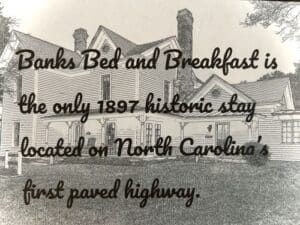 Banks Bed and Breakfast is
the only 1897 historic stay
located on North Carolina's
first paved highway.